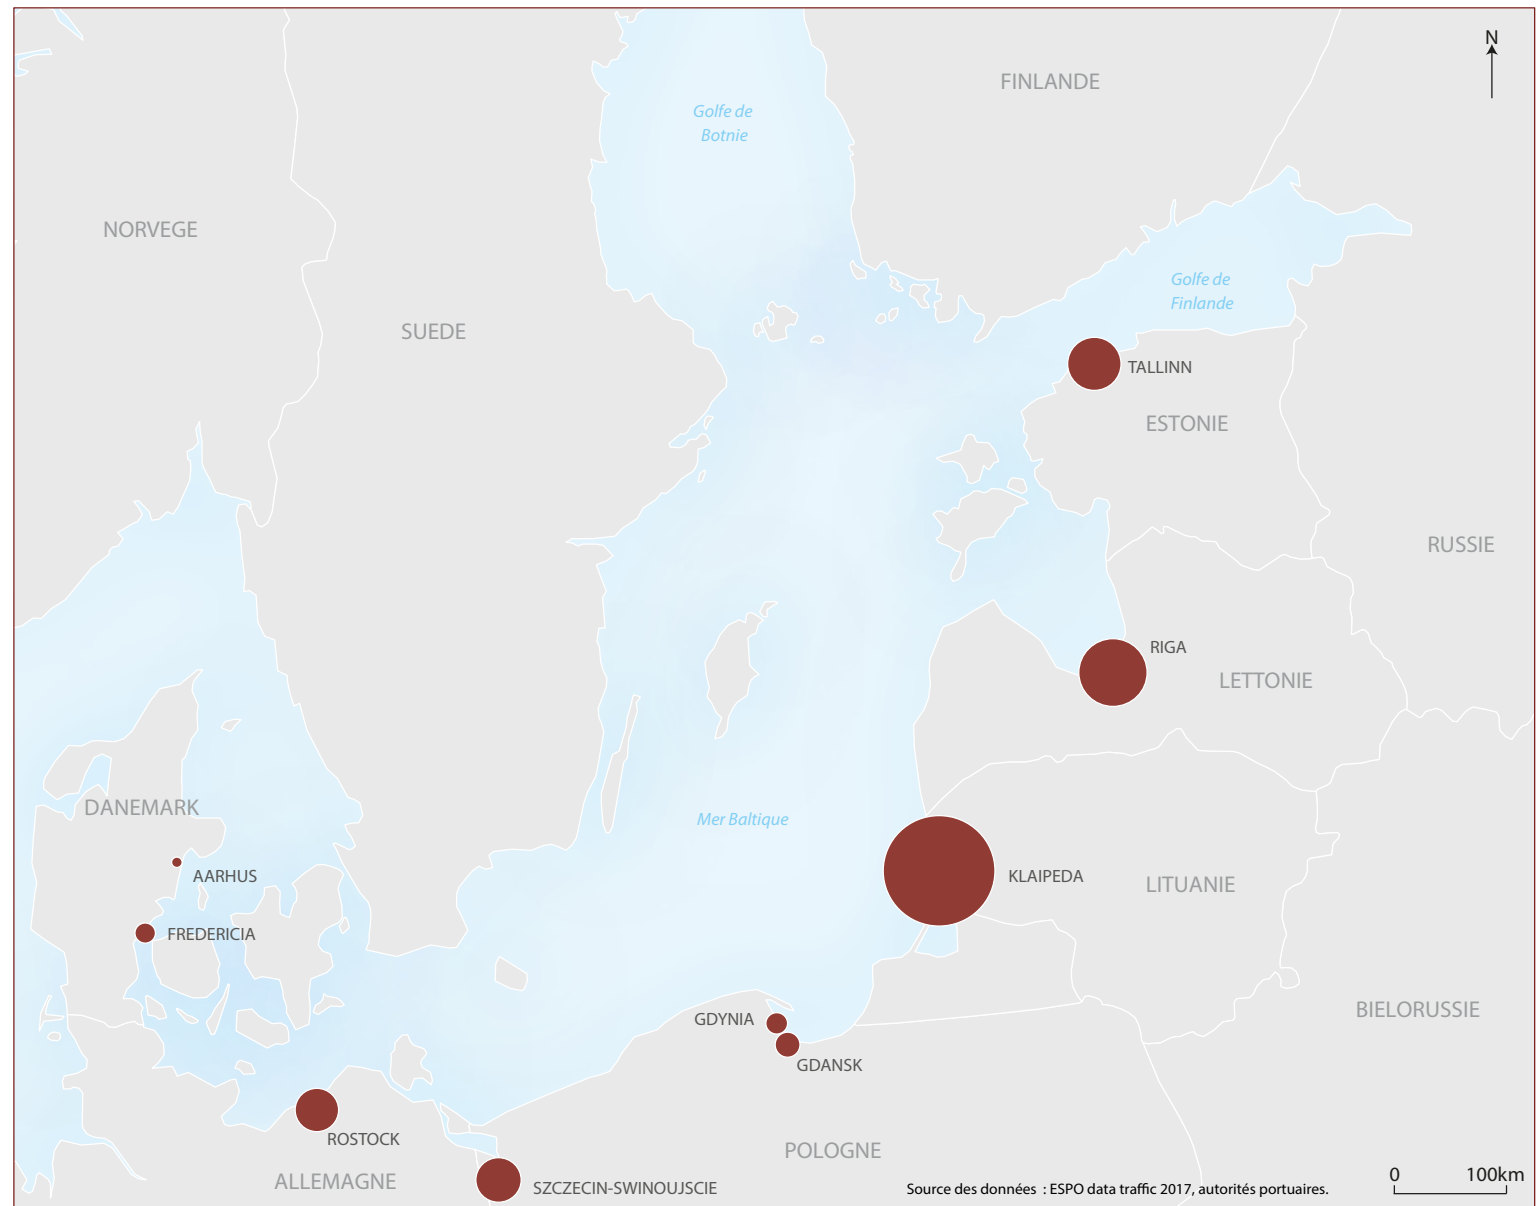 N
FINLANDE
Golfe de
Botnie
NORVEGE
Golfe de
Finlande
SUEDE
TALLINN
ESTONIE
RUSSIE
RIGA
LETTONIE
DANEMARK
Mer Baltique
AARHUS
KLAIPEDA
LITUANIE
FREDERICIA
BIELORUSSIE
GDYNIA
GDANSK
ROSTOCK
POLOGNE
ALLEMAGNE
SZCZECIN-SWINOUJSCIE
Source des données : ESPO data traffic 2017, autorités portuaires.
0 100km